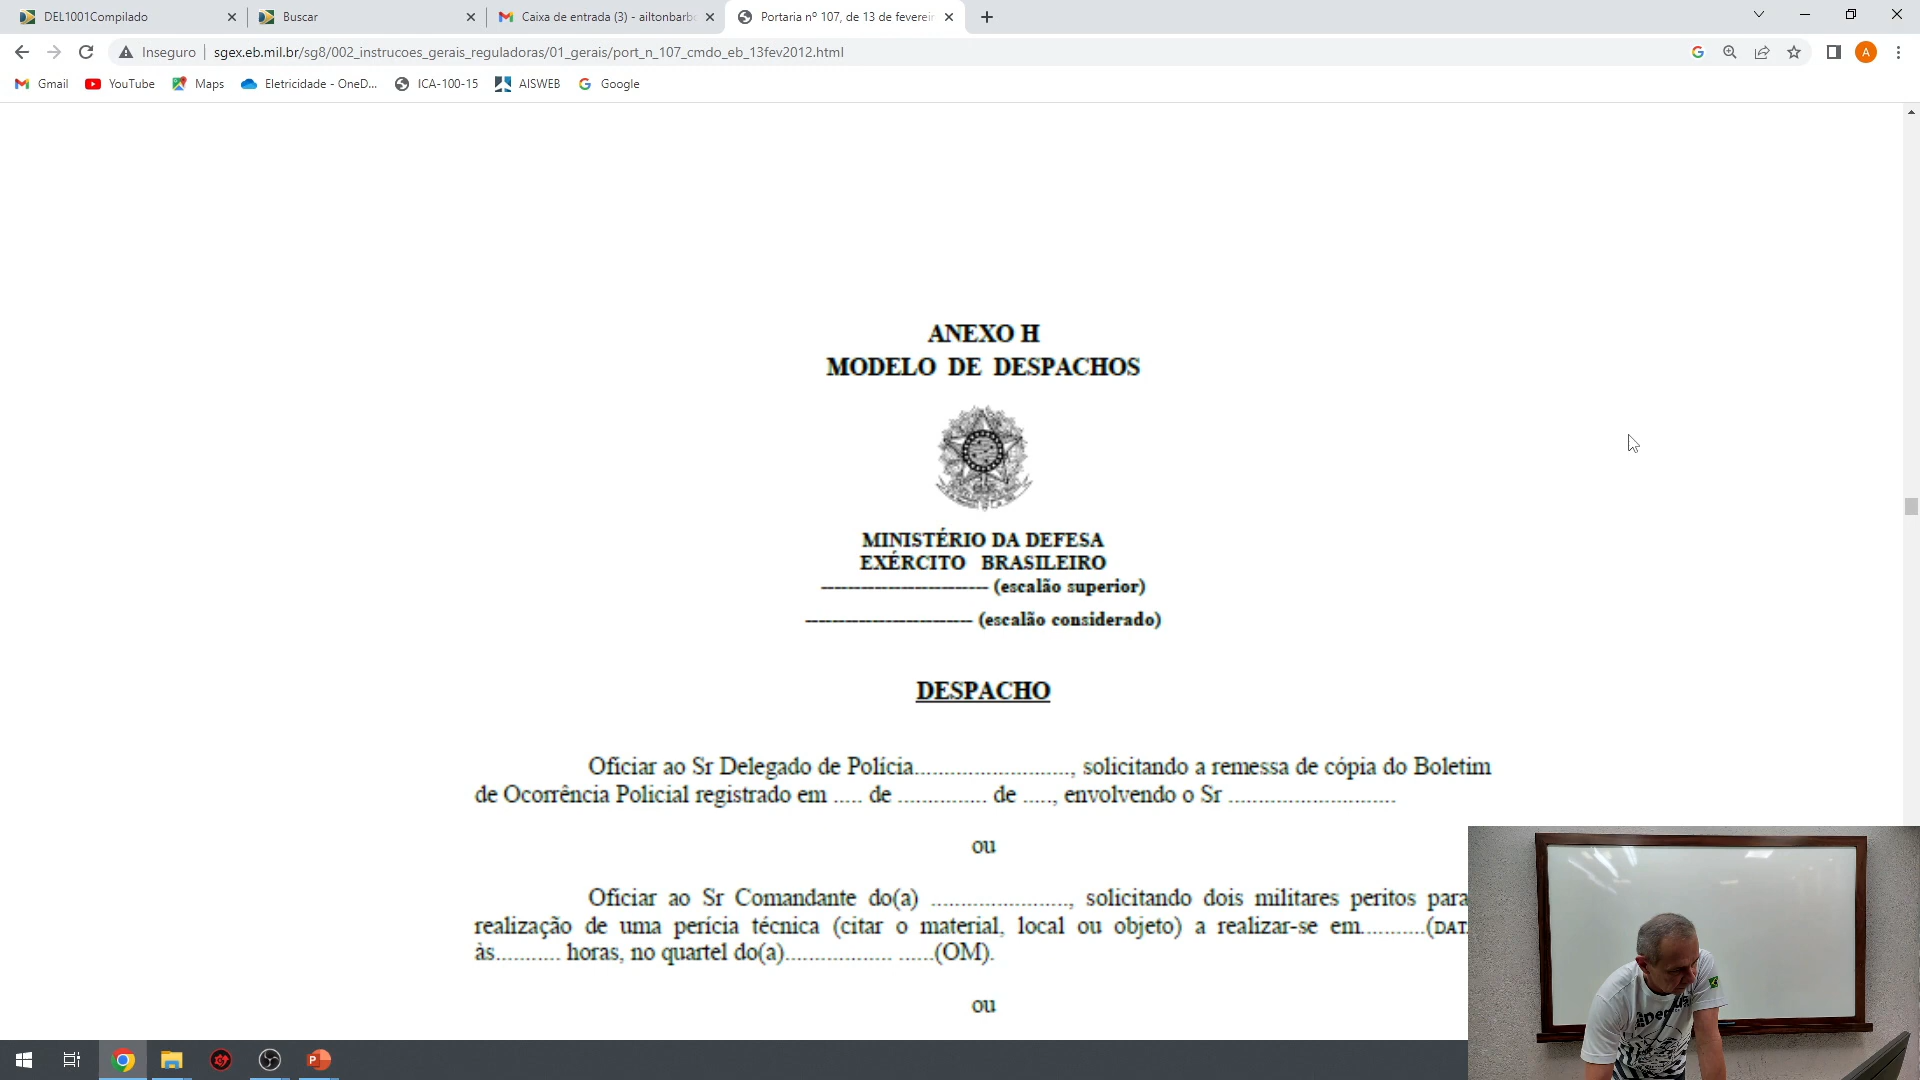 DEL1001Compilado
Buscar
Caixa de entrada (3) - ailtonbarbo
Portaria nº 107, de 13 de fevereir
Inseguro
sgex.eb.mil.br/sg8/002_instrucoes_gerais_reguladoras/01_gerais/port_n_107_cmdo_eb_13fev2012.html
A
Gmail
YouTube
Maps
Eletricidade - OneD...
ICA-100-15
AISWEB
Google
ANEXO H
MODELO DE DESPACHOS
MINISTÉRIO DA DEFESA
EXÉRCITO BRASILEIRO
------------------------- (escalão superior)
------------------------- (escalão considerado)
DESPACHO
Oficiar ao Sr Delegado de Polícia..........................., solicitando a remessa de cópia do Boletim
de Ocorrência Policial registrado em ..... de ............... de ....., envolvendo o Sr ............................
ou
Oficiar ao Sr Comandante do(a) ........................, solicitando dois militares peritos para
realização de uma perícia técnica (citar o material, local ou objeto) a realizar-se em...........(DAT
às........... horas, no quartel do(a).................. ......(OM).
ou